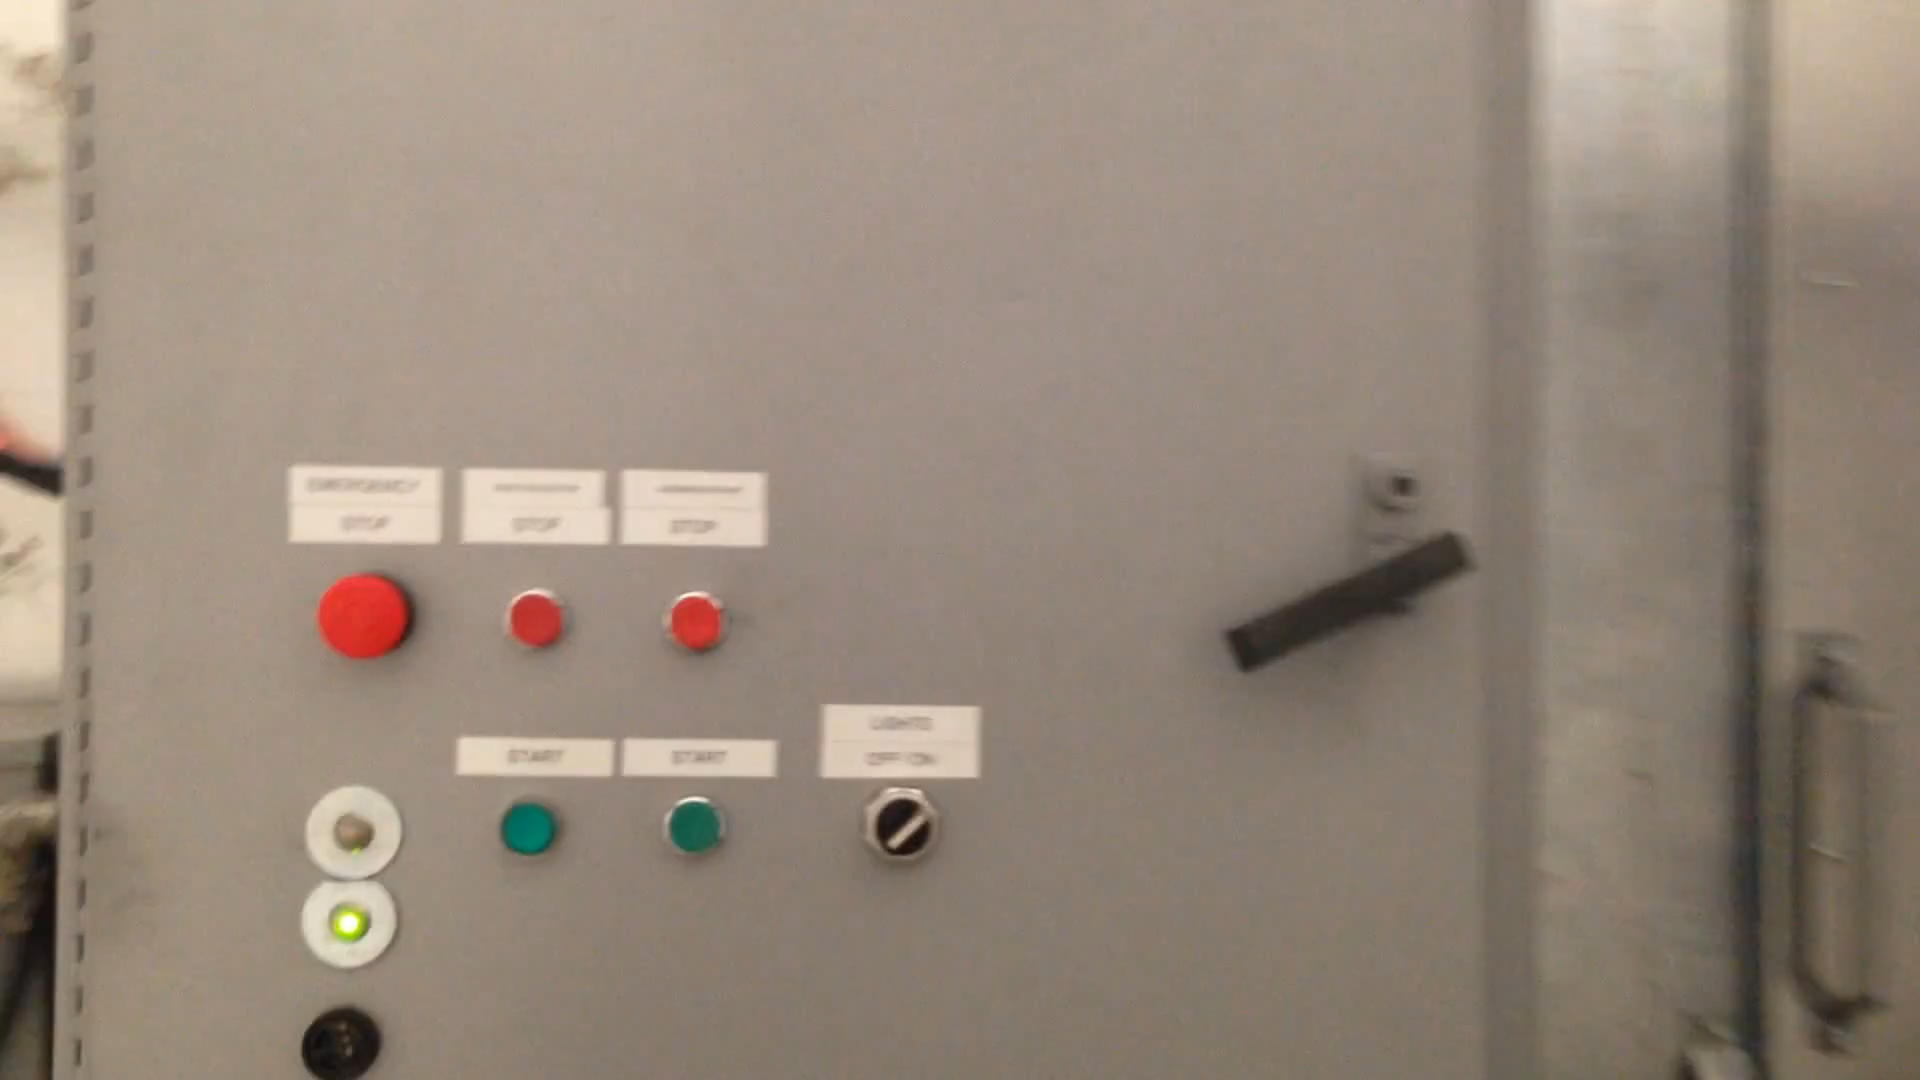 EMERGENCY
STOP
STOP
STOP
START
START
LIGHTS
OFF/ON